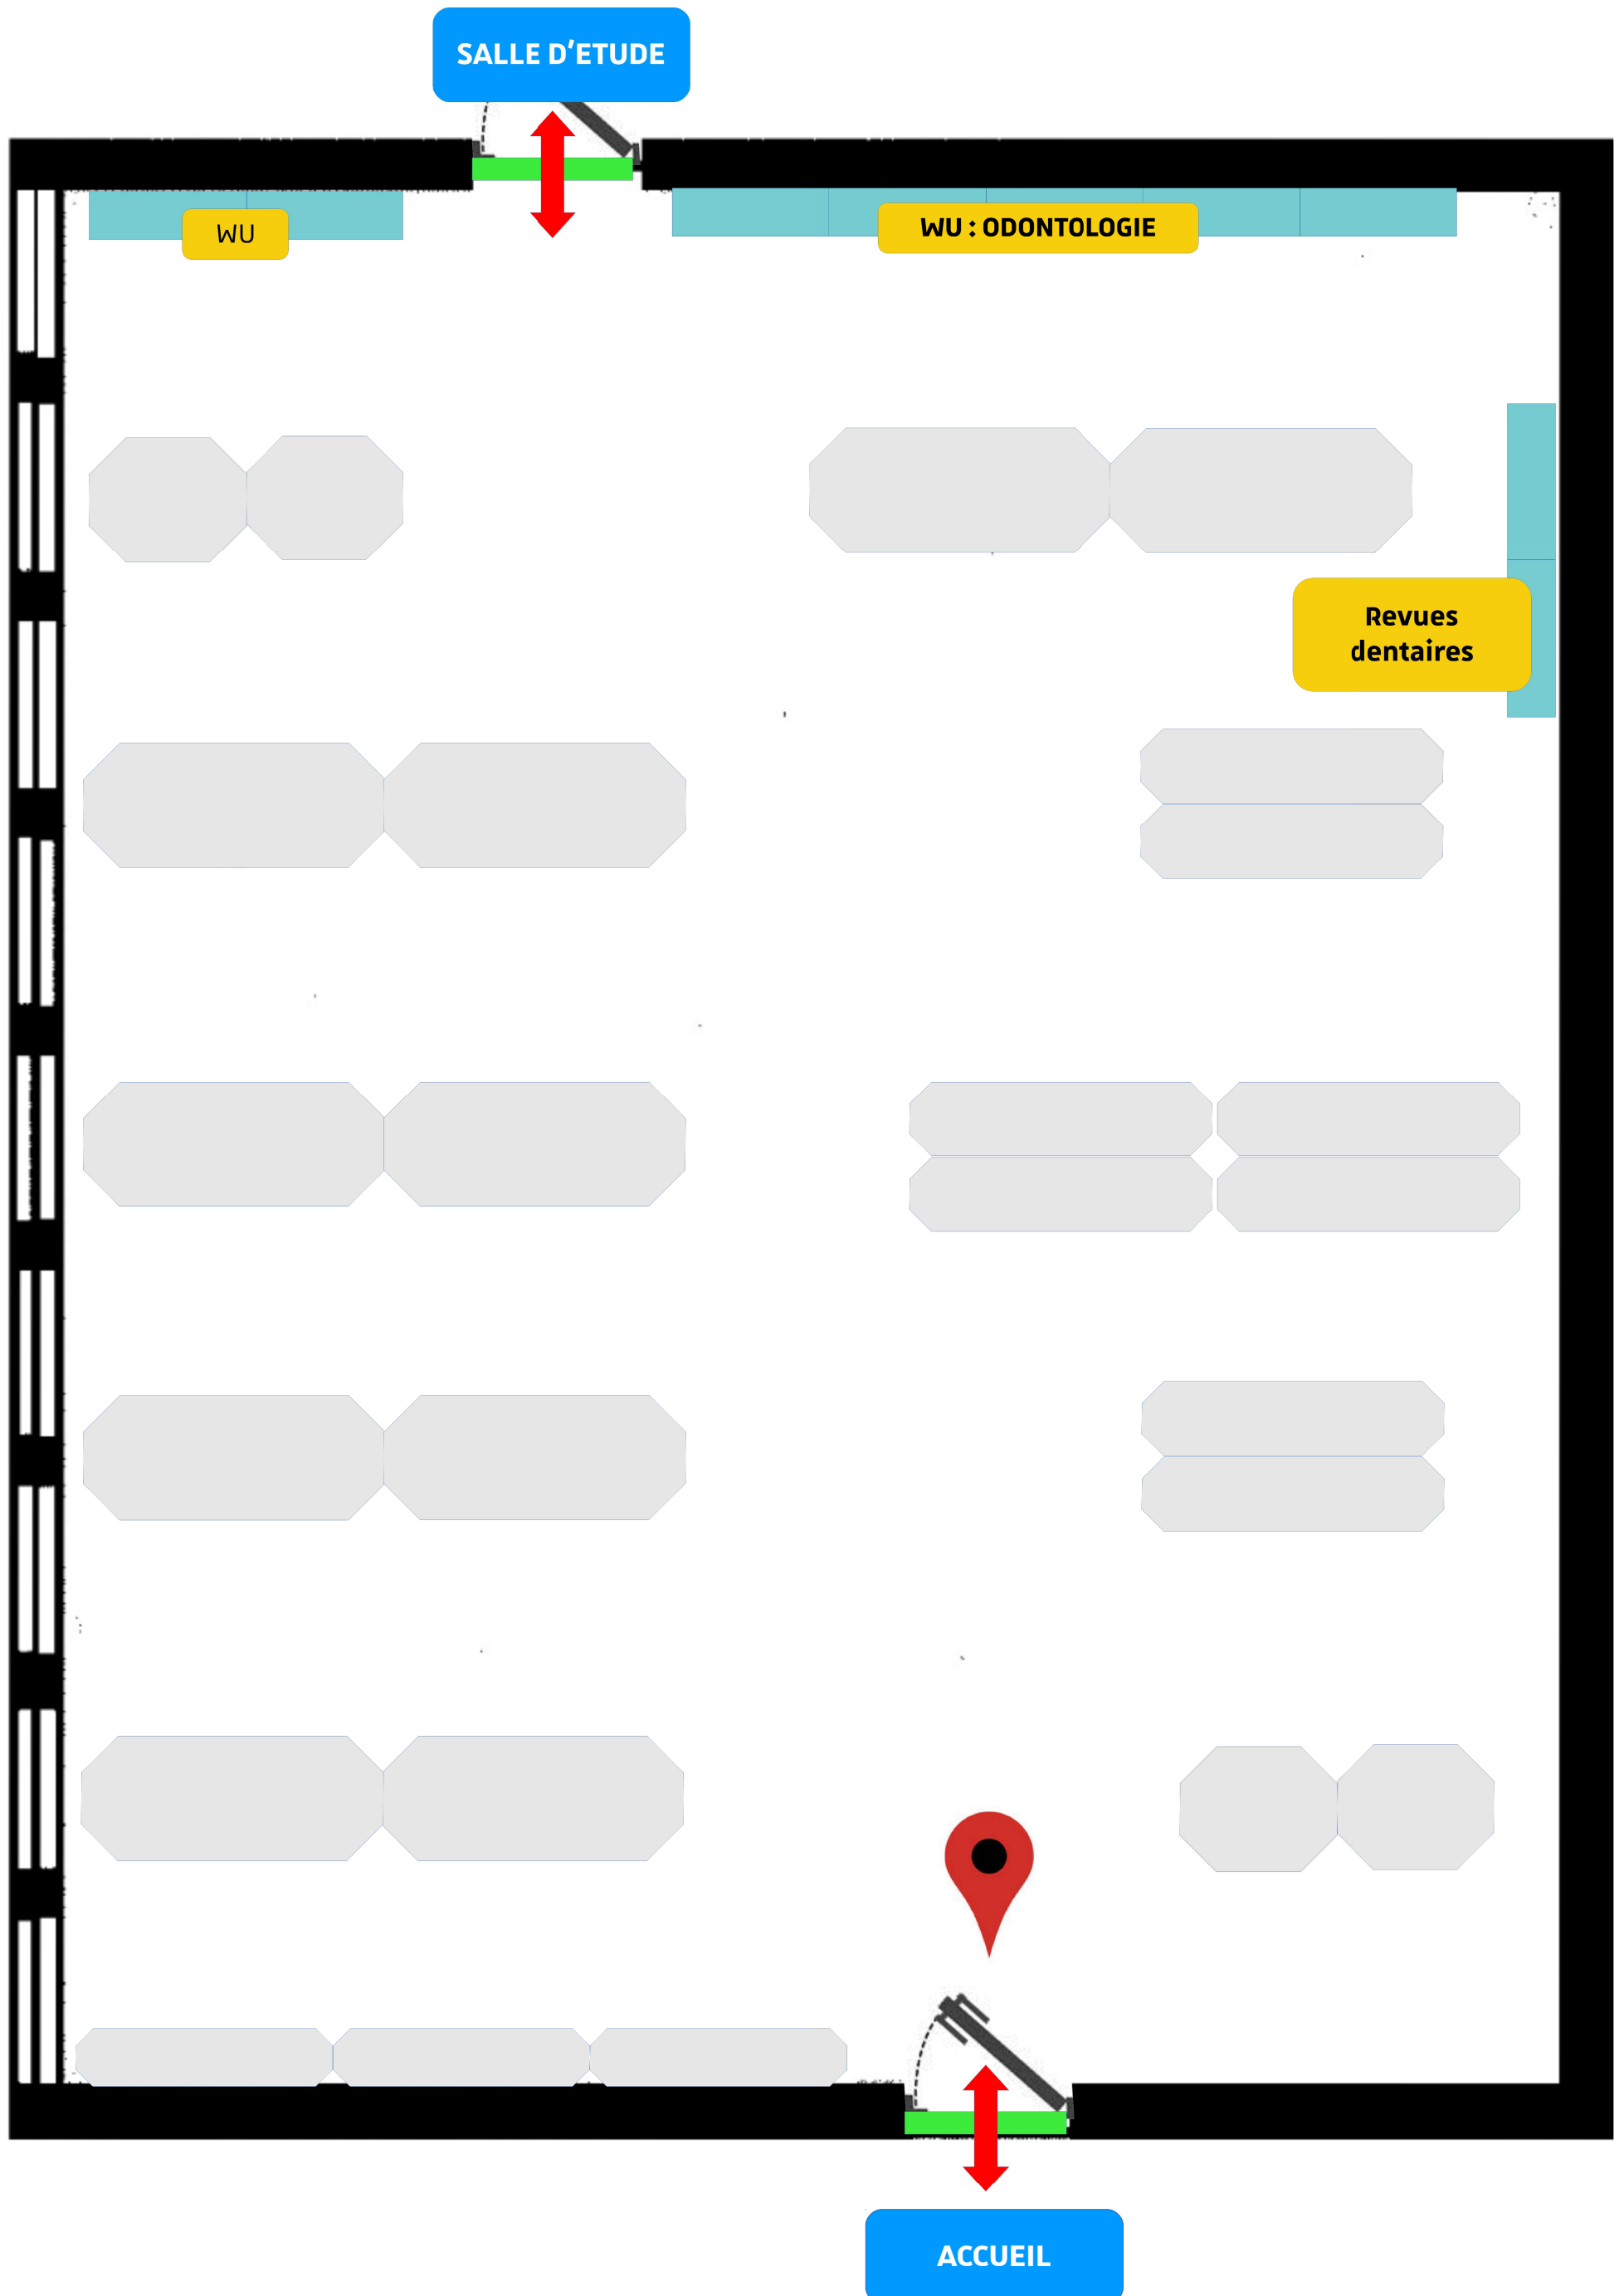 SALLE D'ETUDE
WU
WU : ODONTOLOGIE
Revues
dentaires
ACCUEIL